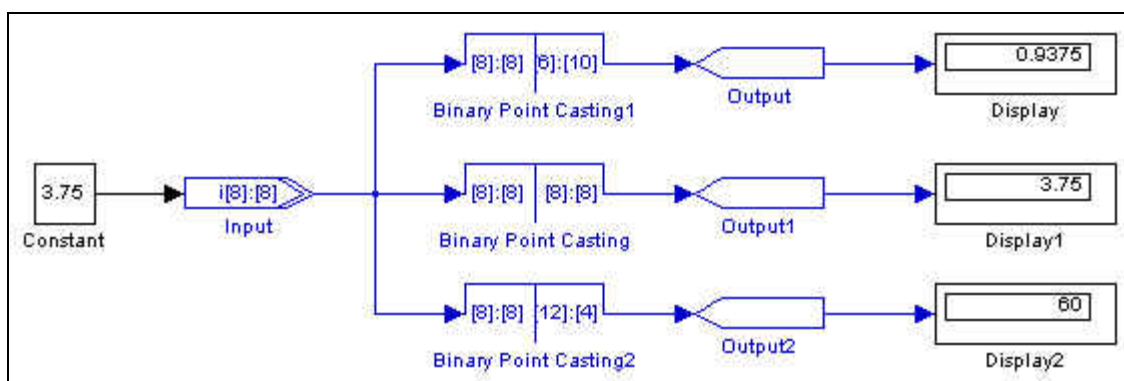 [8]:[8] [6]:[10]
Binary Point Casting1
Output
0.9375
Display
3.75
Constant
i[8]:[8]
Input
[8]:[8] [8]:[8]
Binary Point Casting
Output1
3.75
Display1
[8]:[8] [12]:[4]
Binary Point Casting2
Output2
60
Display2